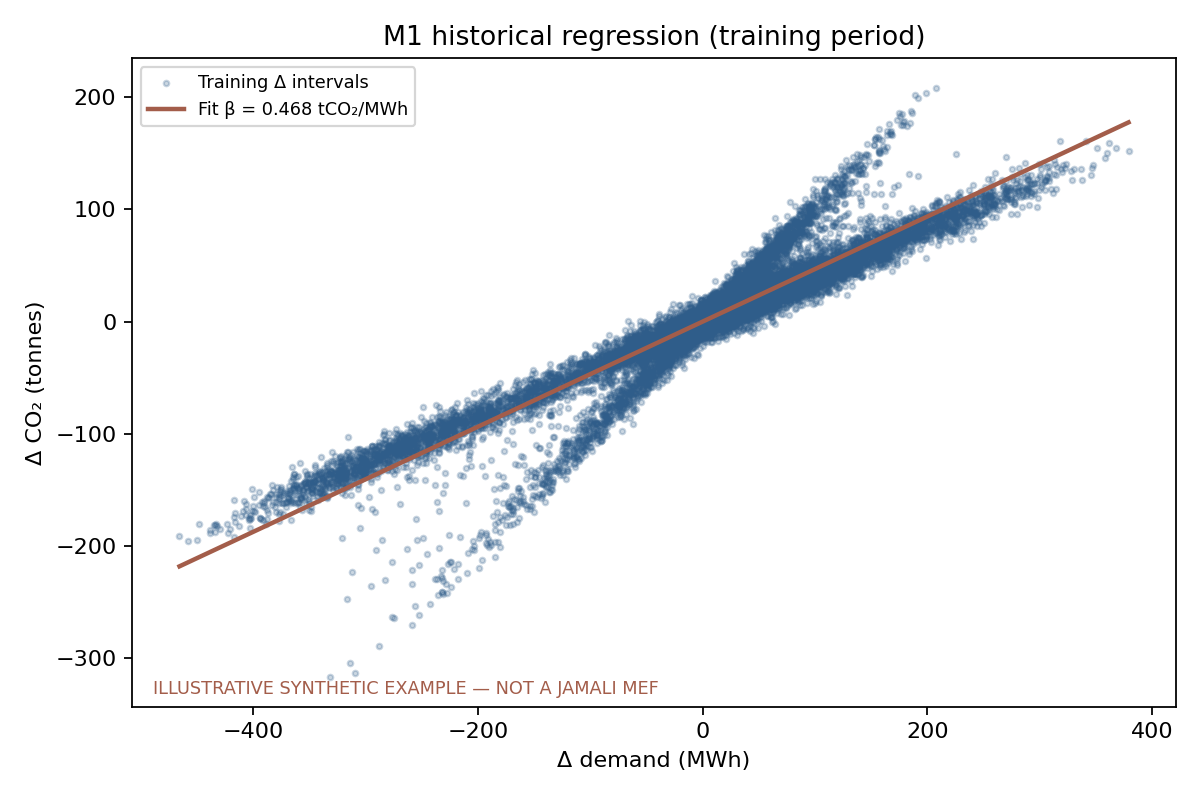 M1 historical regression (training period)
Training Δ intervals
Fit β = 0.468 tCO₂/MWh
200
100
0
−100
−200
−300
Δ CO₂ (tonnes)
ILLUSTRATIVE SYNTHETIC EXAMPLE — NOT A JAMALI MEF
−400
−200
0
200
400
Δ demand (MWh)